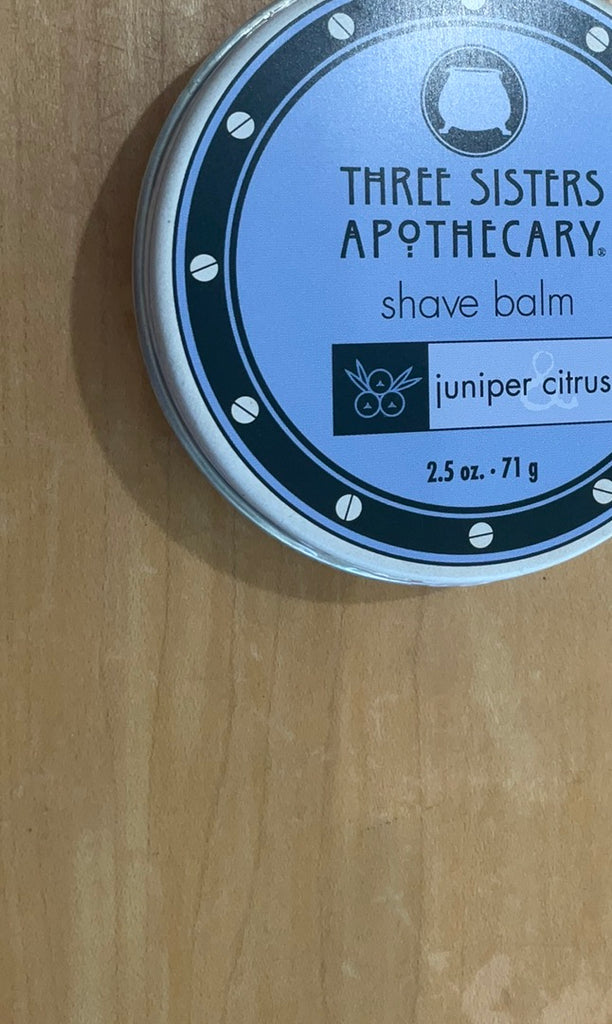 THREE SISTERS
APOTHECARY®
shave balm
juniper & citrus
2.5 oz. • 71 g